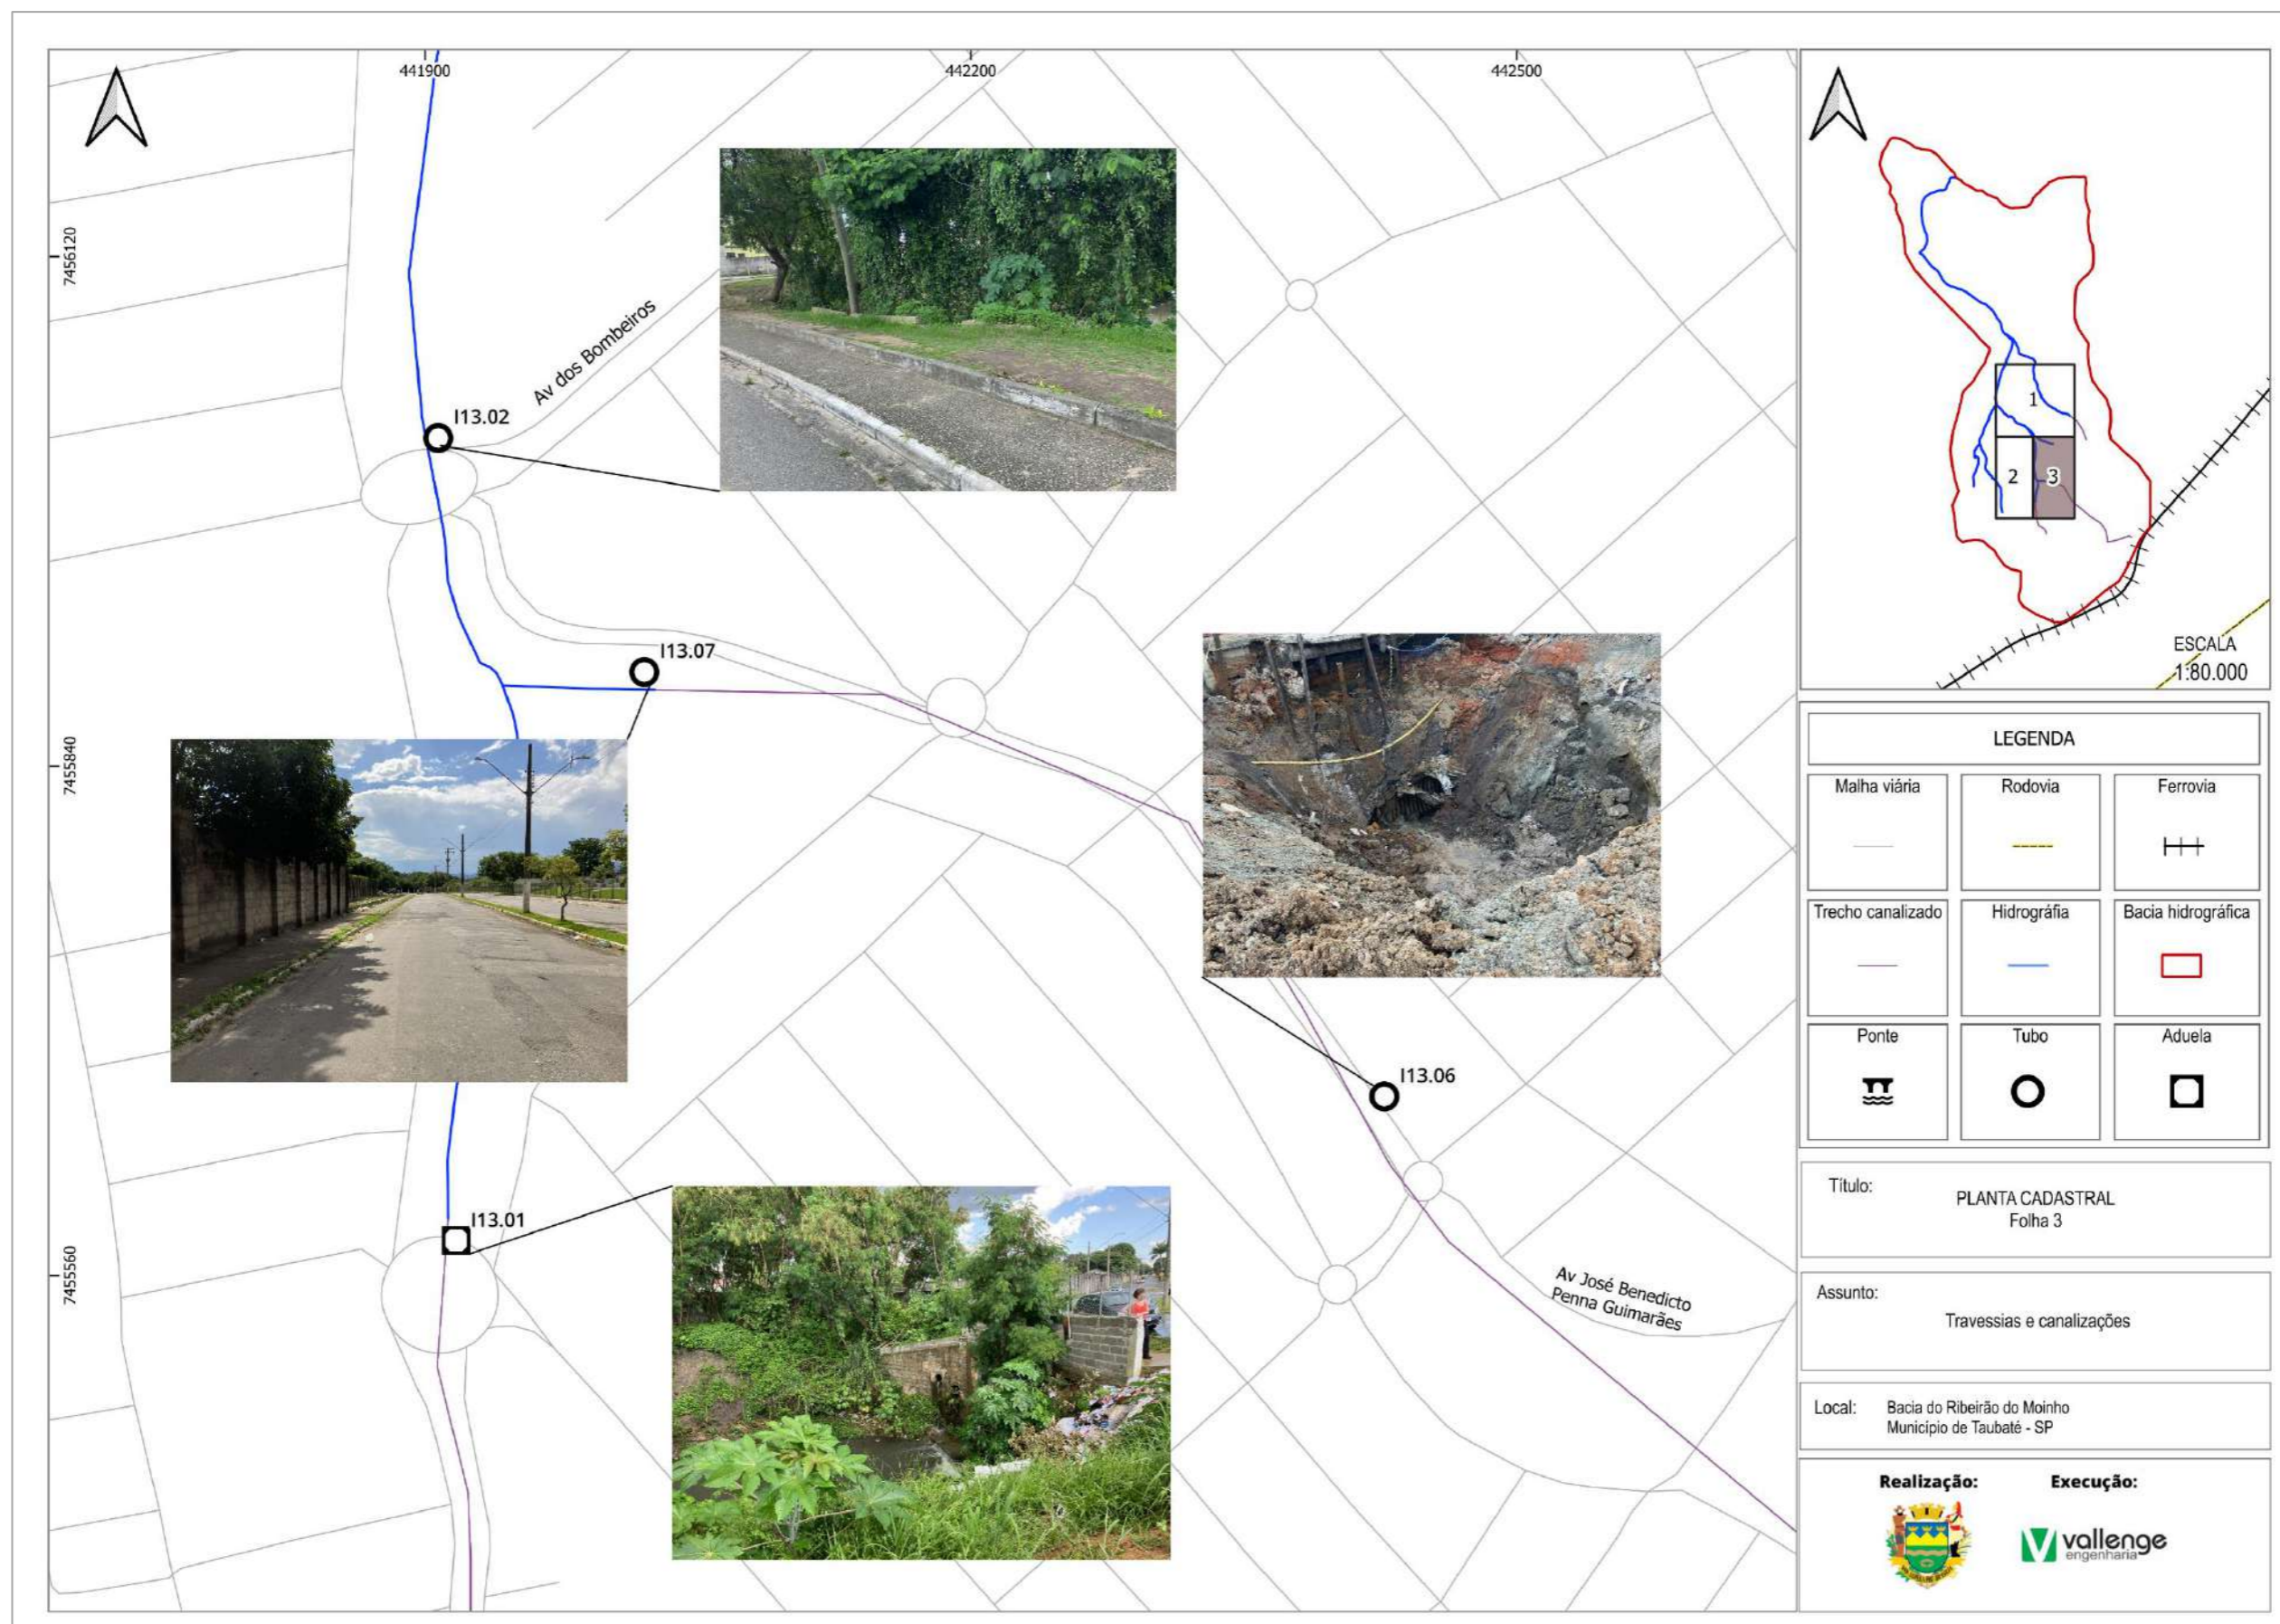 441900
442200
442500
7456120
Av dos Bombeiros
I13.02
I13.07
7455840
I13.06
I13.01
7455560
Av José Benedicto
Penna Guimarães
1
2
3
ESCALA
1:80.000
LEGENDA
Malha viária
Rodovia
Ferrovia
Trecho canalizado
Hidrográfia
Bacia hidrográfica
Ponte
Tubo
Aduela
Título:
PLANTA CADASTRAL
Folha 3
Assunto:
Travessias e canalizações
Local:
Bacia do Ribeirão do Moinho
Município de Taubaté - SP
Realização:
Execução:
vallenge
engenharia